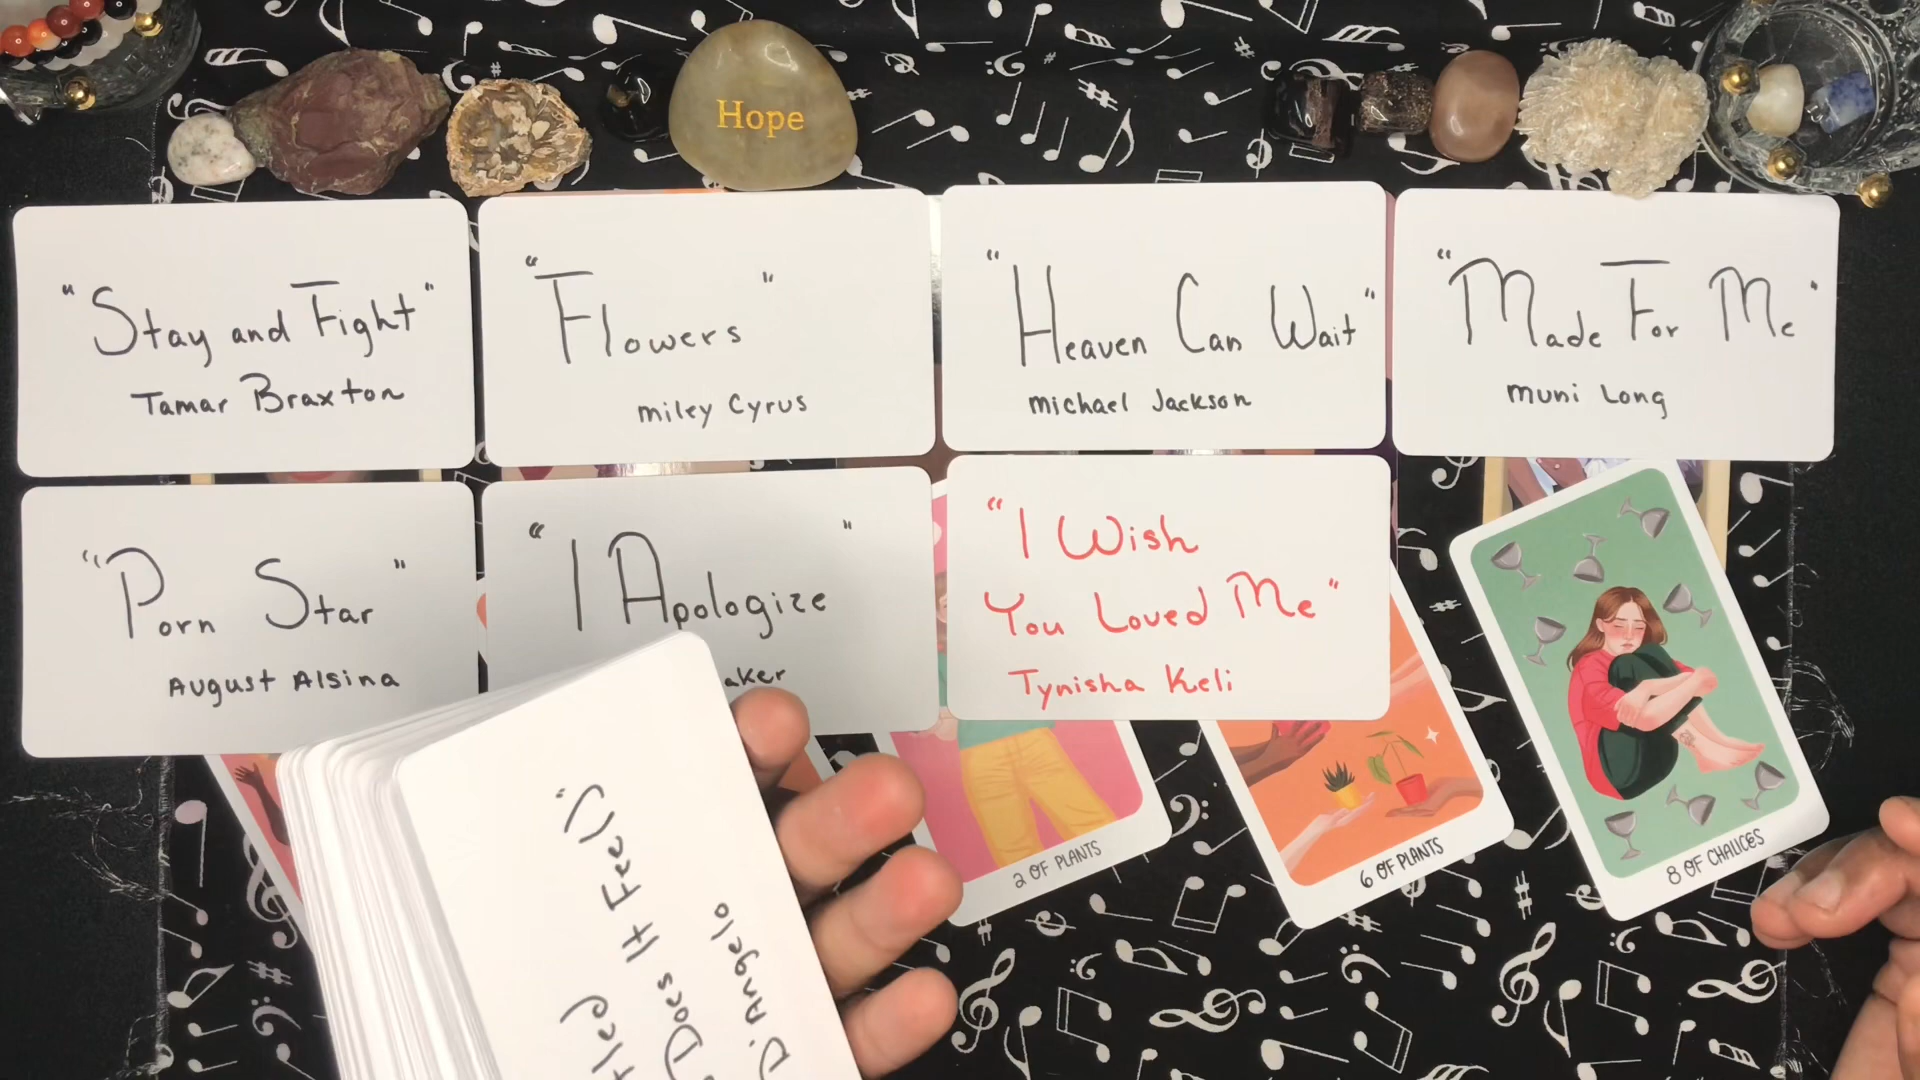 Hope
"Stay and Fight"
Tamar Braxton
"Flowers"
miley Cyrus
"Heaven Can Wait"
michael Jackson
"Made For Me"
muni Long
"Porn Star"
August Alsina
"I Apologize"
"I Wish
You Loved Me"
Tynisha Keli
Does It Feel)"
D'Angelo
2 OF PLANTS
6 OF PLANTS
8 OF CHALICES